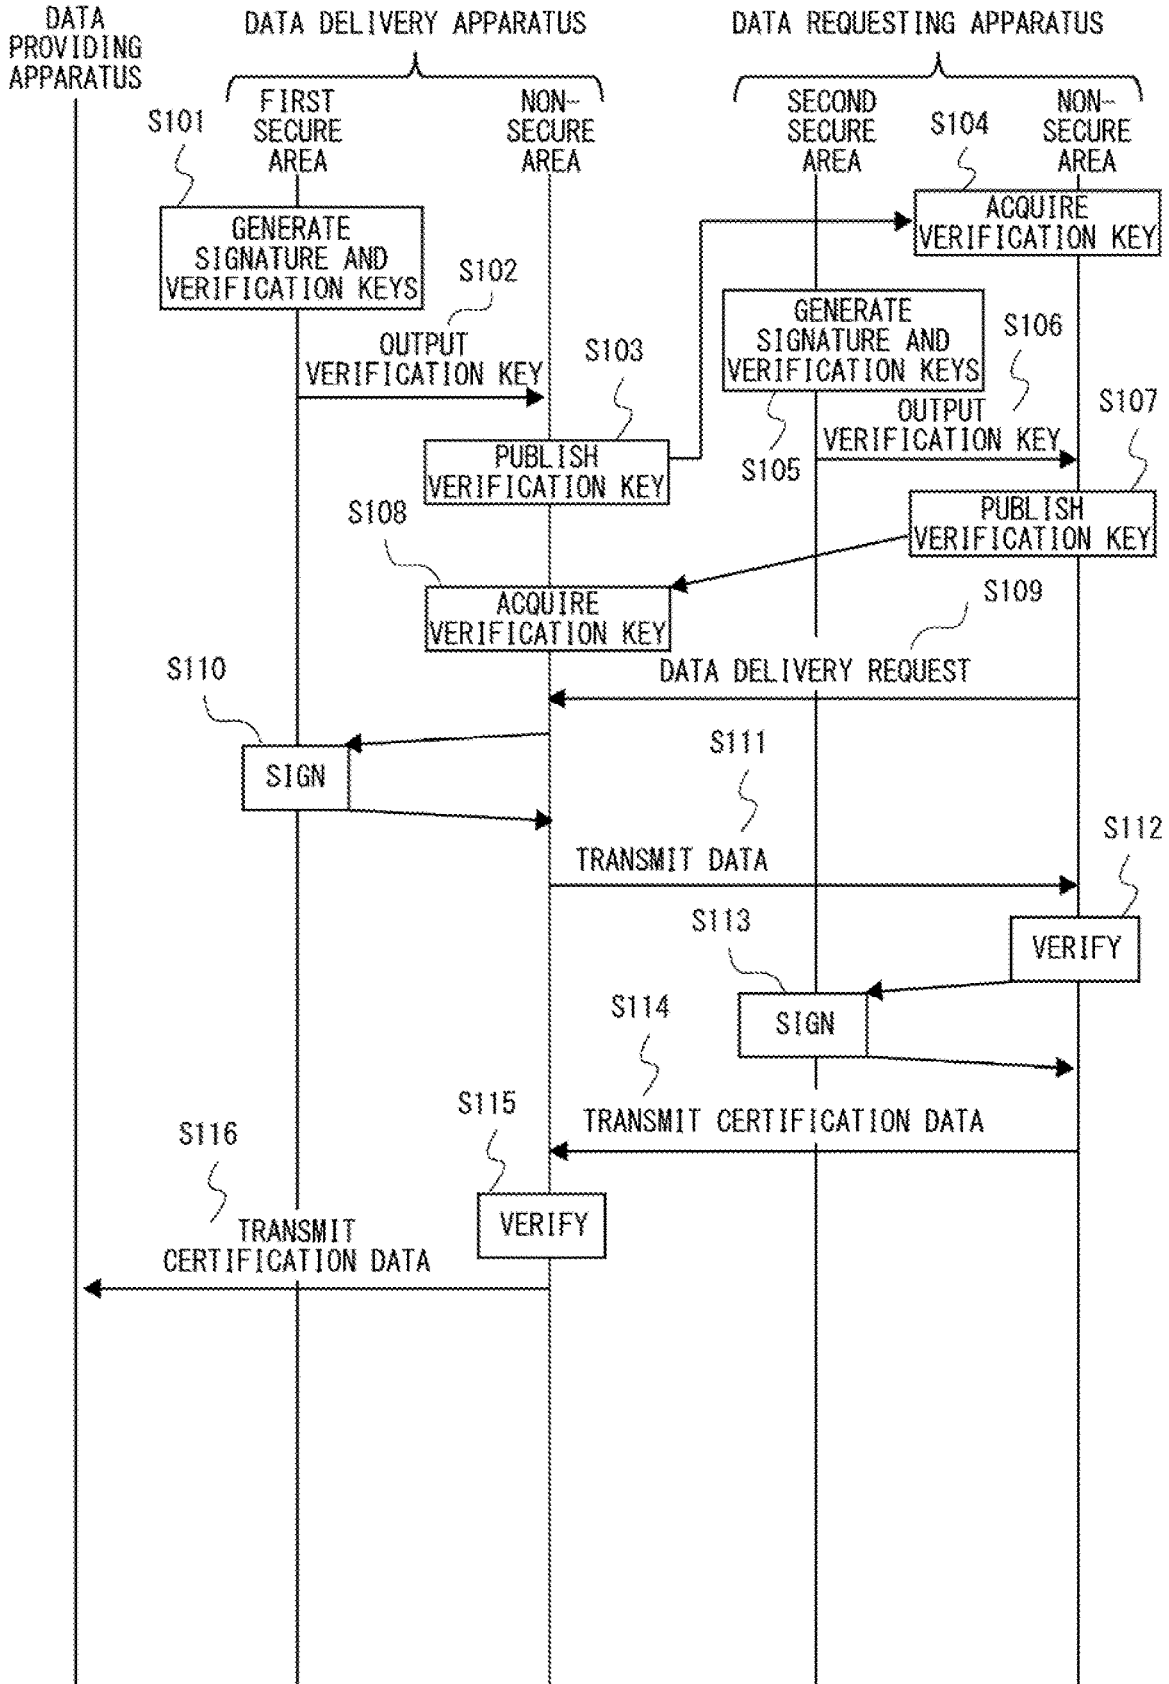 DATA
PROVIDING
APPARATUS
DATA DELIVERY APPARATUS
DATA REQUESTING APPARATUS
FIRST
SECURE
AREA
NON-
SECURE
AREA
SECOND
SECURE
AREA
NON-
SECURE
AREA
S101
S104
GENERATE
SIGNATURE AND
VERIFICATION KEYS
ACQUIRE
VERIFICATION KEY
S102
OUTPUT
VERIFICATION KEY
S103
GENERATE
SIGNATURE AND
VERIFICATION KEYS
S106
OUTPUT
VERIFICATION KEY
S107
PUBLISH
VERIFICATION KEY
S105
S108
PUBLISH
VERIFICATION KEY
ACQUIRE
VERIFICATION KEY
S109
DATA DELIVERY REQUEST
S110
SIGN
S111
TRANSMIT DATA
S112
VERIFY
S113
SIGN
S114
TRANSMIT CERTIFICATION DATA
S115
VERIFY
S116
TRANSMIT
CERTIFICATION DATA